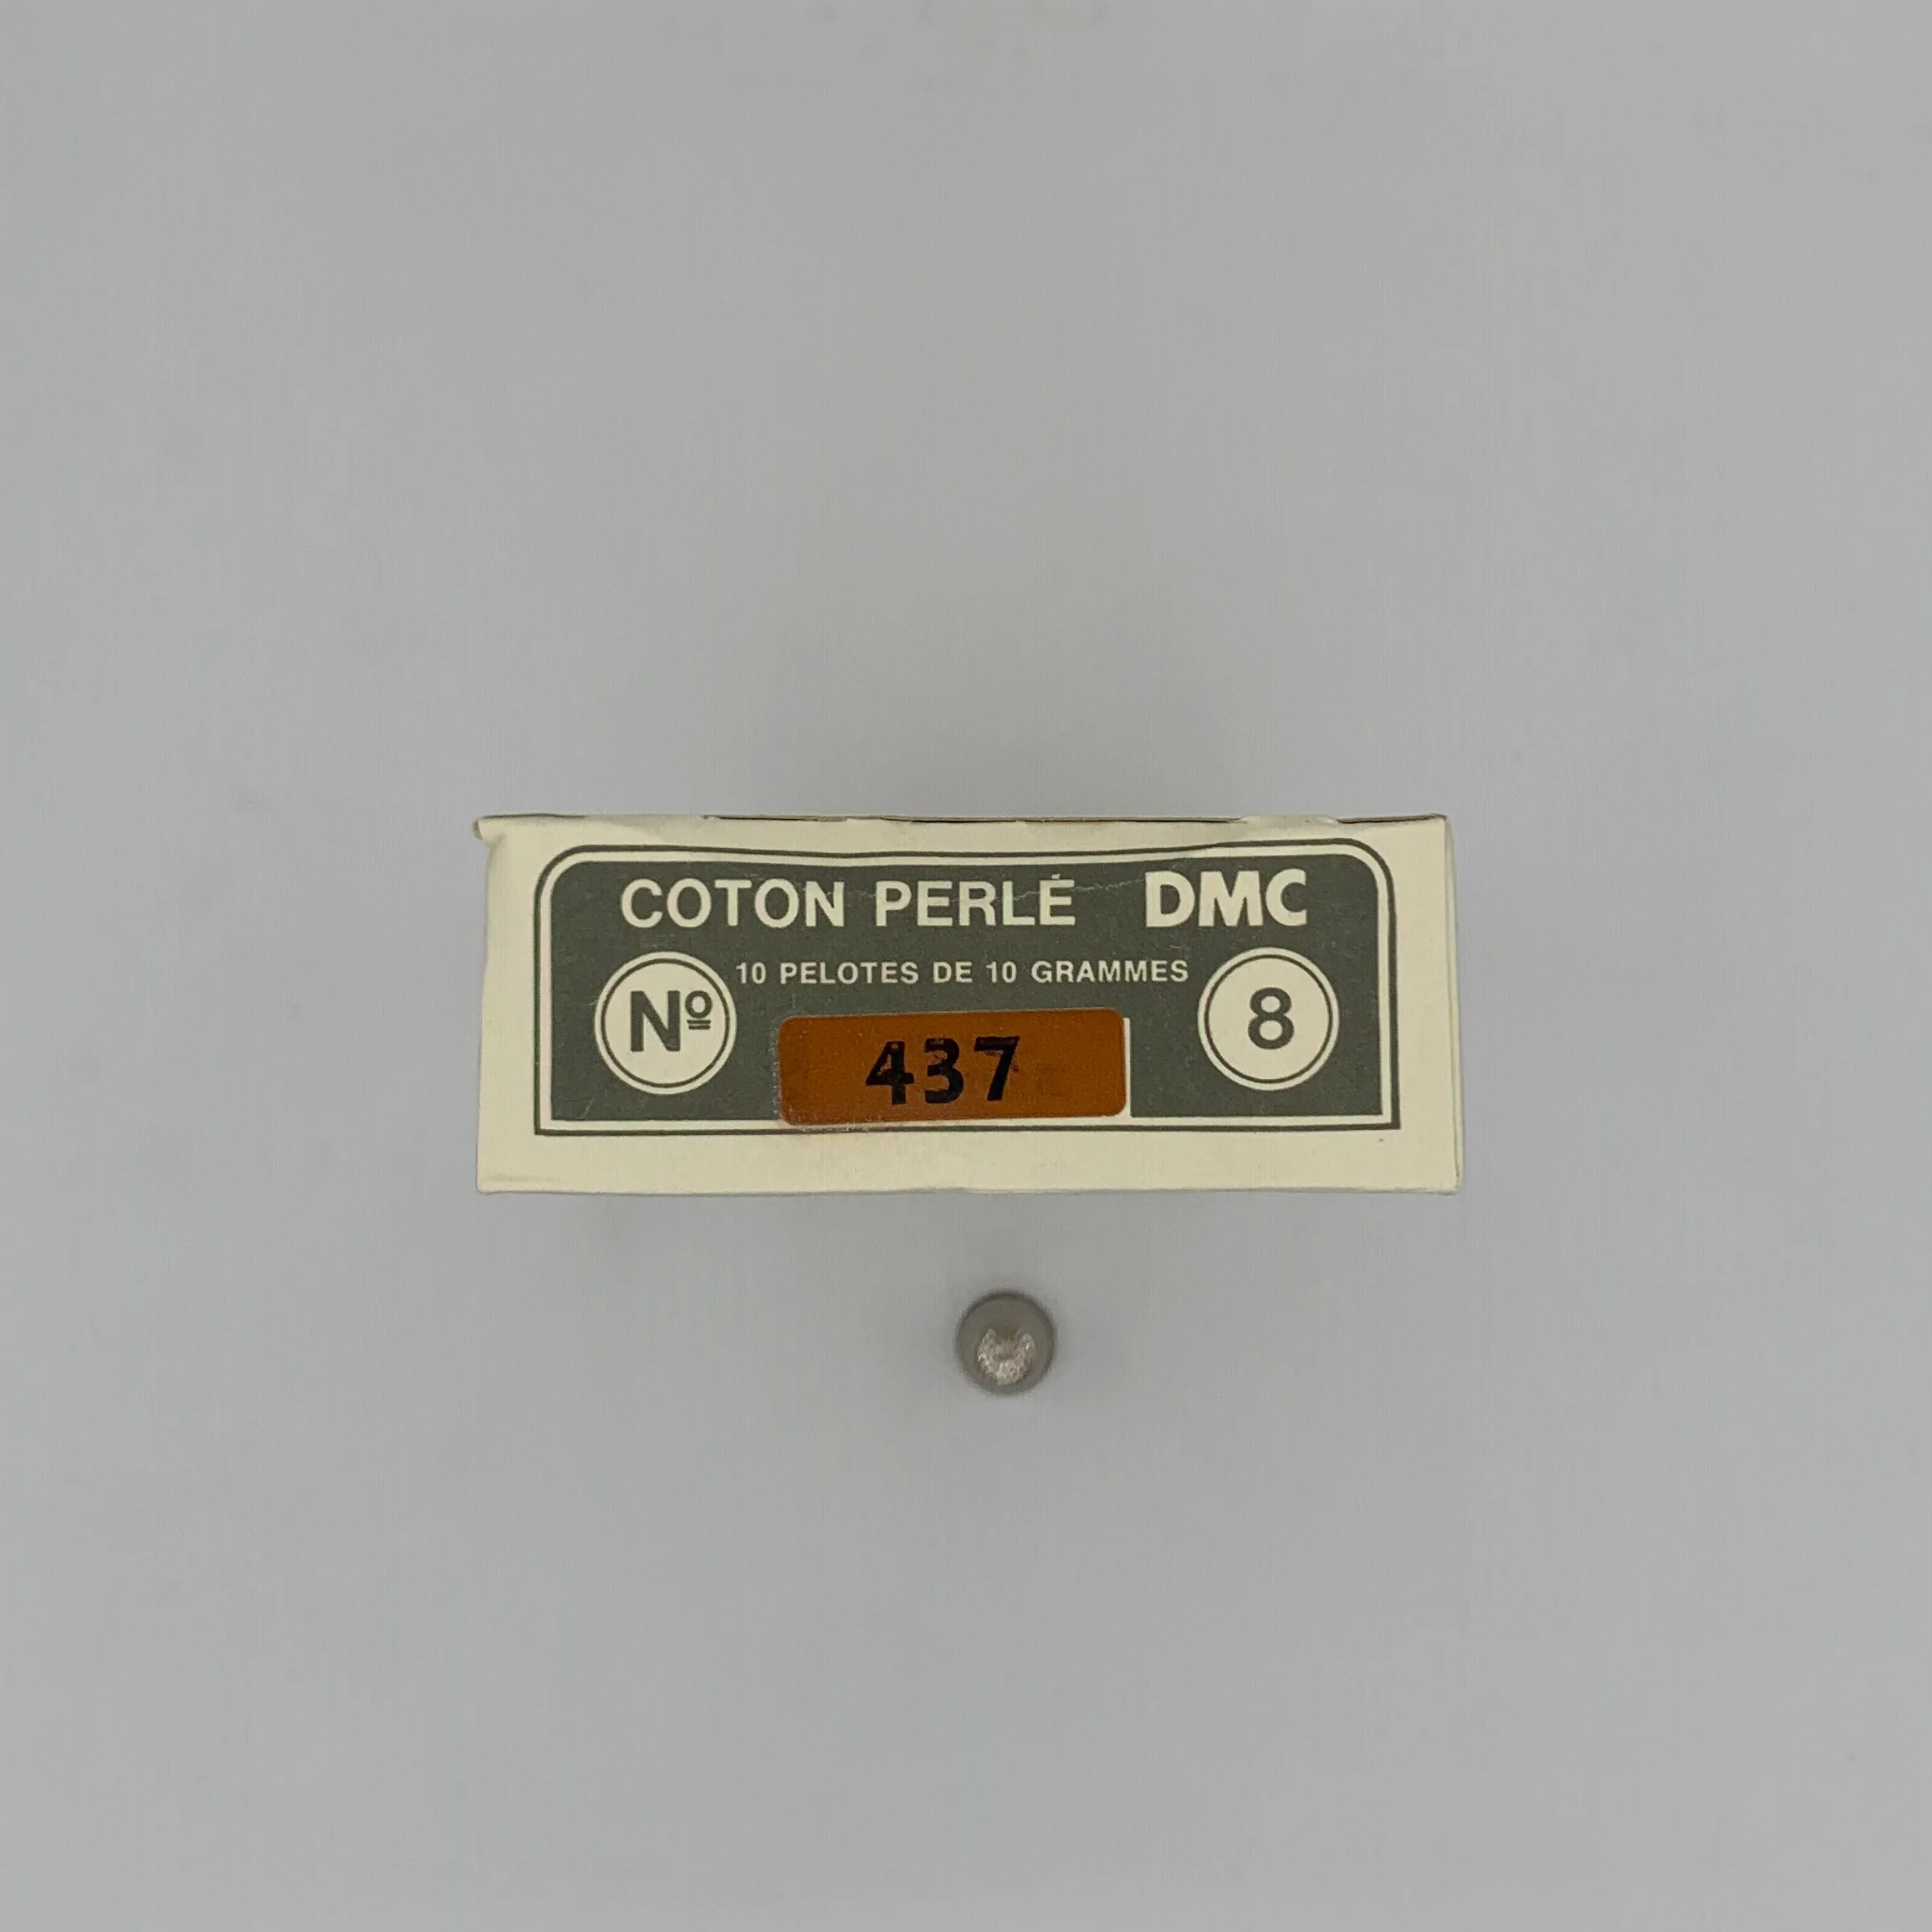 COTON PERLÉ DMC
10 PELOTES DE 10 GRAMMES
Nº 8
437